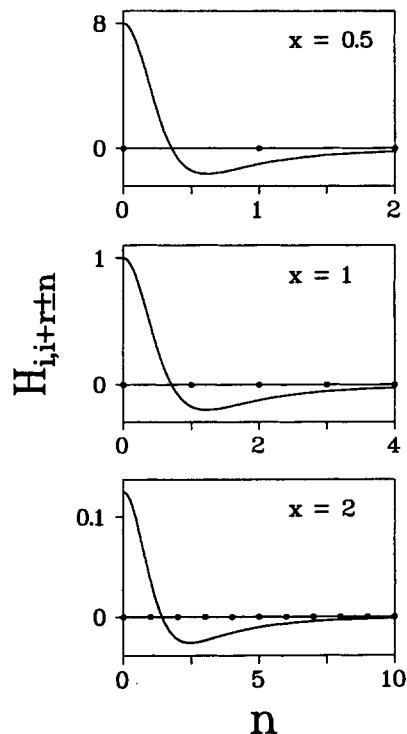 8
x = 0.5
0
0 1 2
1
x = 1
0
0 2 4
H_{i,i+r±n}
0.1
x = 2
0
0 5 10
n